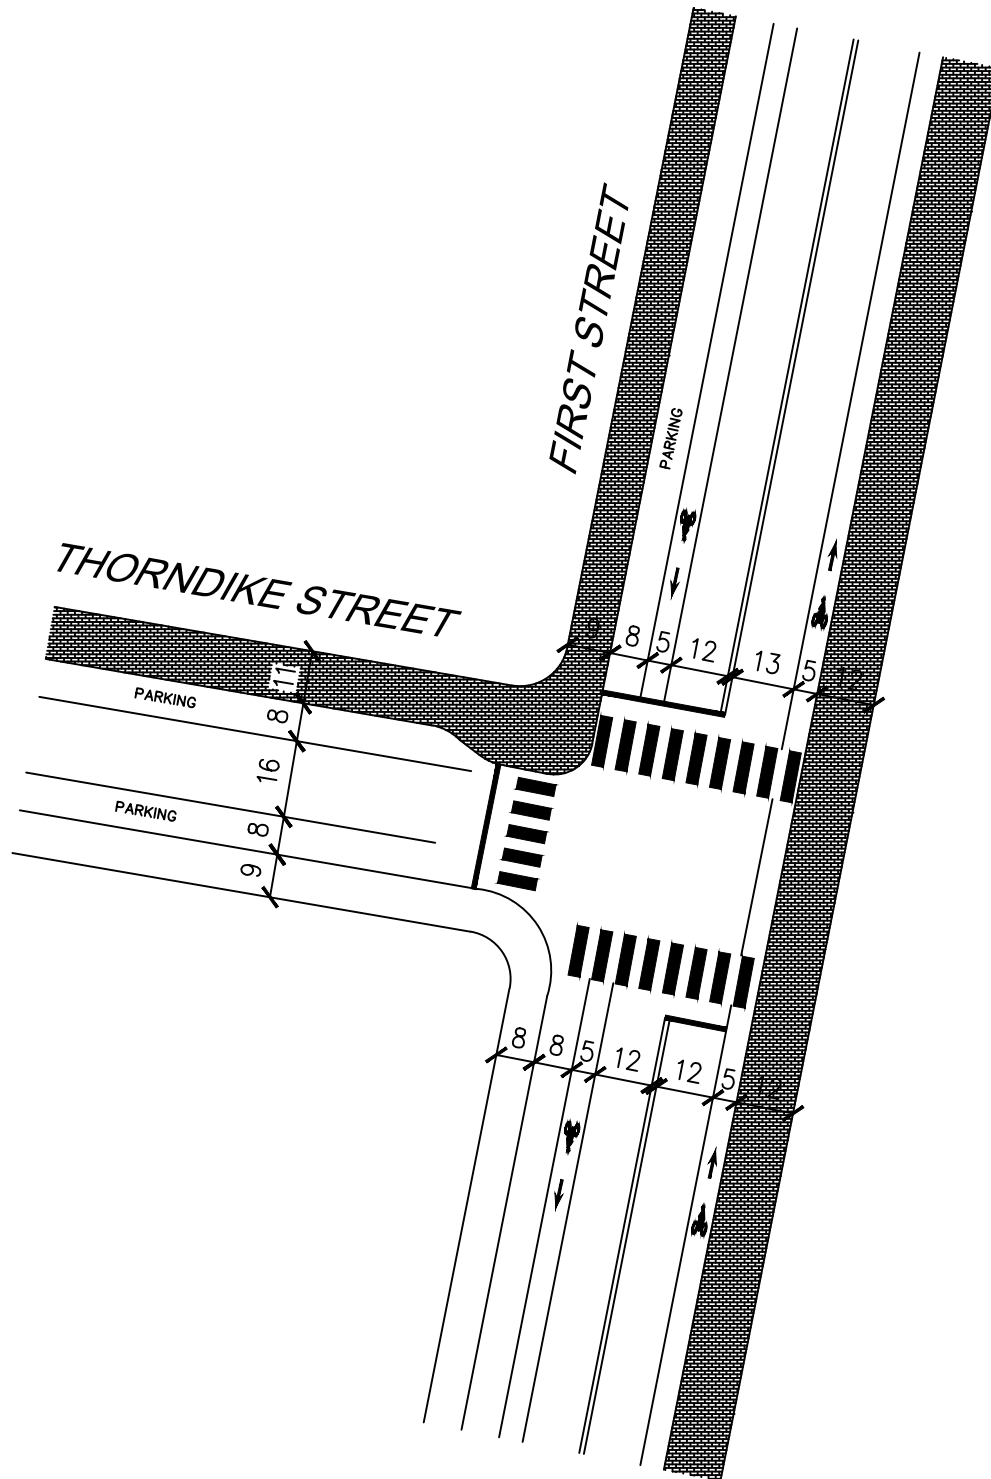 FIRST STREET
PARKING
THORNDIKE STREET
9 8 5 12 13 5 12
11
PARKING
8
16
PARKING
8
9
8 8 5 12 12 5 12